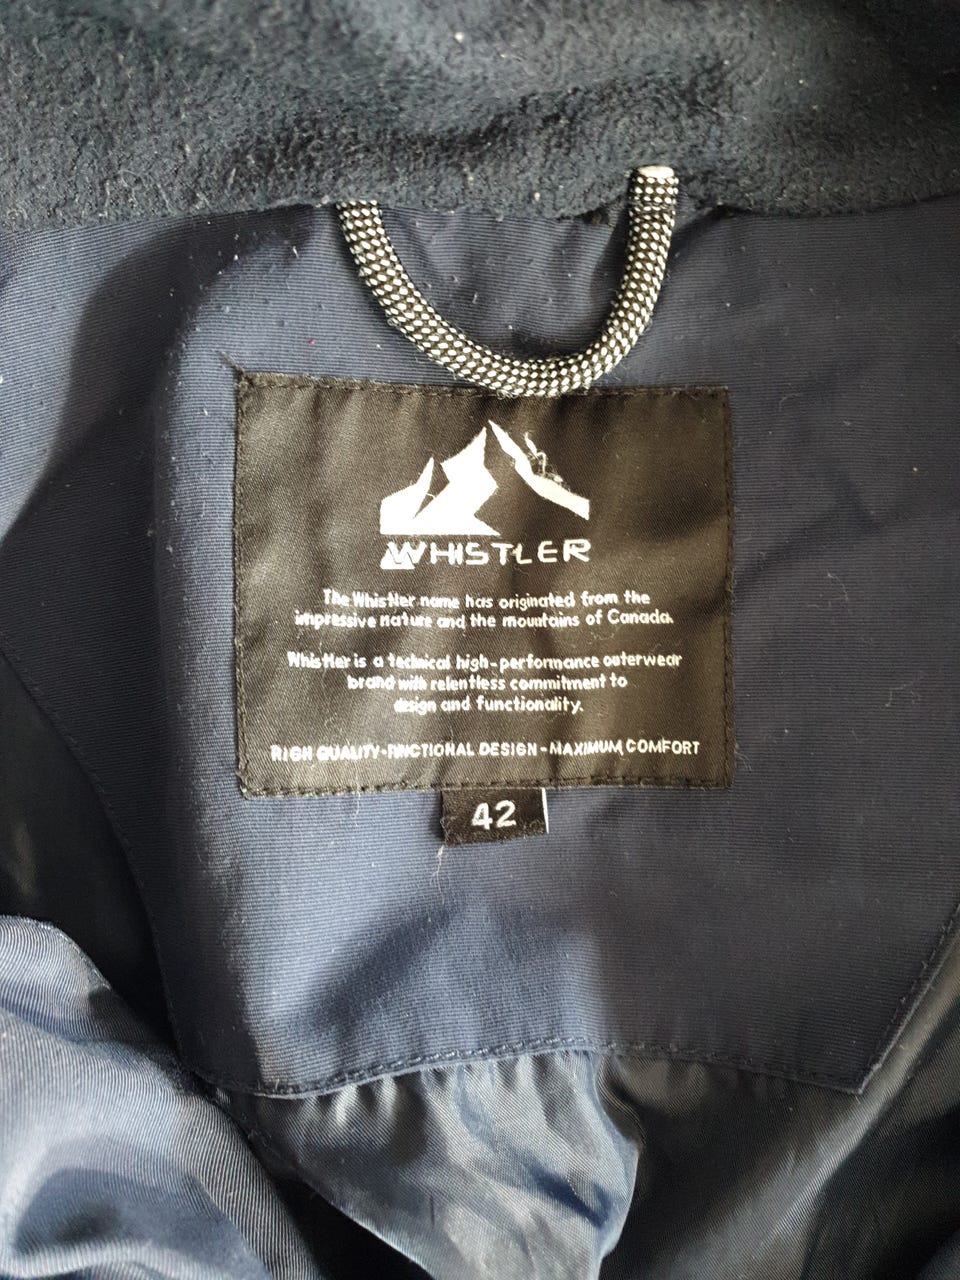 WHISTLER
The Whistler name has originated from the
impressive nature and the mountains of Canada.
Whistler is a technical high-performance outerwear
brand with relentless commitment to
design and functionality.
HIGH QUALITY-FUNCTIONAL DESIGN-MAXIMUM COMFORT
42